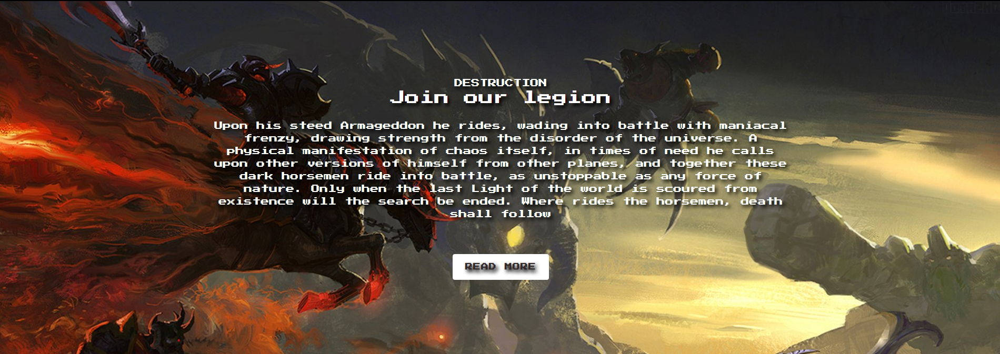 DESTRUCTION
Join our legion
Upon his steed Armageddon he rides, wading into battle with maniacal
frenzy, drawing strength from the disorder of the universe. A
physical manifestation of chaos itself, in times of need he calls
upon other versions of himself from other planes, and together these
dark horsemen ride into battle, as unstoppable as any force of
nature. Only when the last Light of the world is scoured from
existence will the search be ended. Where rides the horsemen, death
shall follow
READ MORE